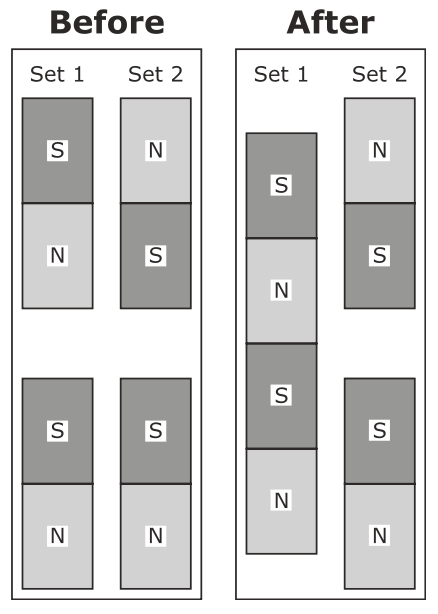 Before After
Set 1 Set 2 Set 1 Set 2
S N N
S
N S S
N
S S S S
N
N N N